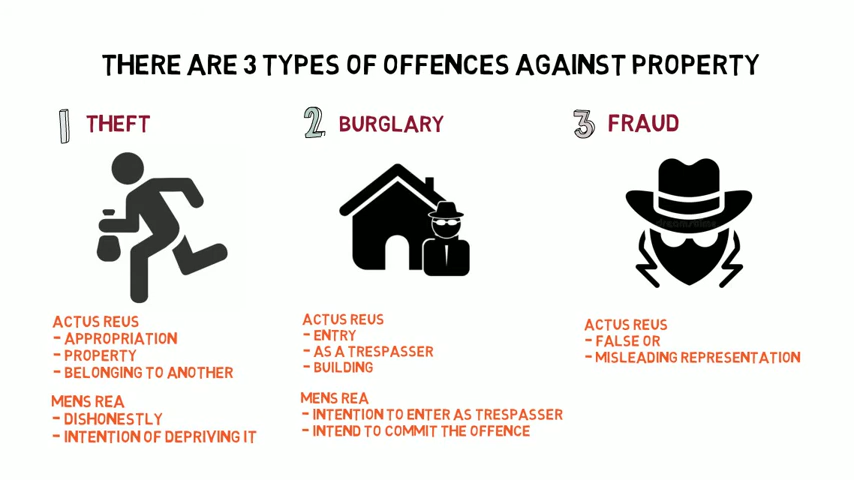 THERE ARE 3 TYPES OF OFFENCES AGAINST PROPERTY
1 THEFT
ACTUS REUS
- APPROPRIATION
- PROPERTY
- BELONGING TO ANOTHER
MENS REA
- DISHONESTLY
- INTENTION OF DEPRIVING IT
2 BURGLARY
ACTUS REUS
- ENTRY
- AS A TRESPASSER
- BUILDING
MENS REA
- INTENTION TO ENTER AS TRESPASSER
- INTEND TO COMMIT THE OFFENCE
3 FRAUD
ACTUS REUS
- FALSE OR
- MISLEADING REPRESENTATION